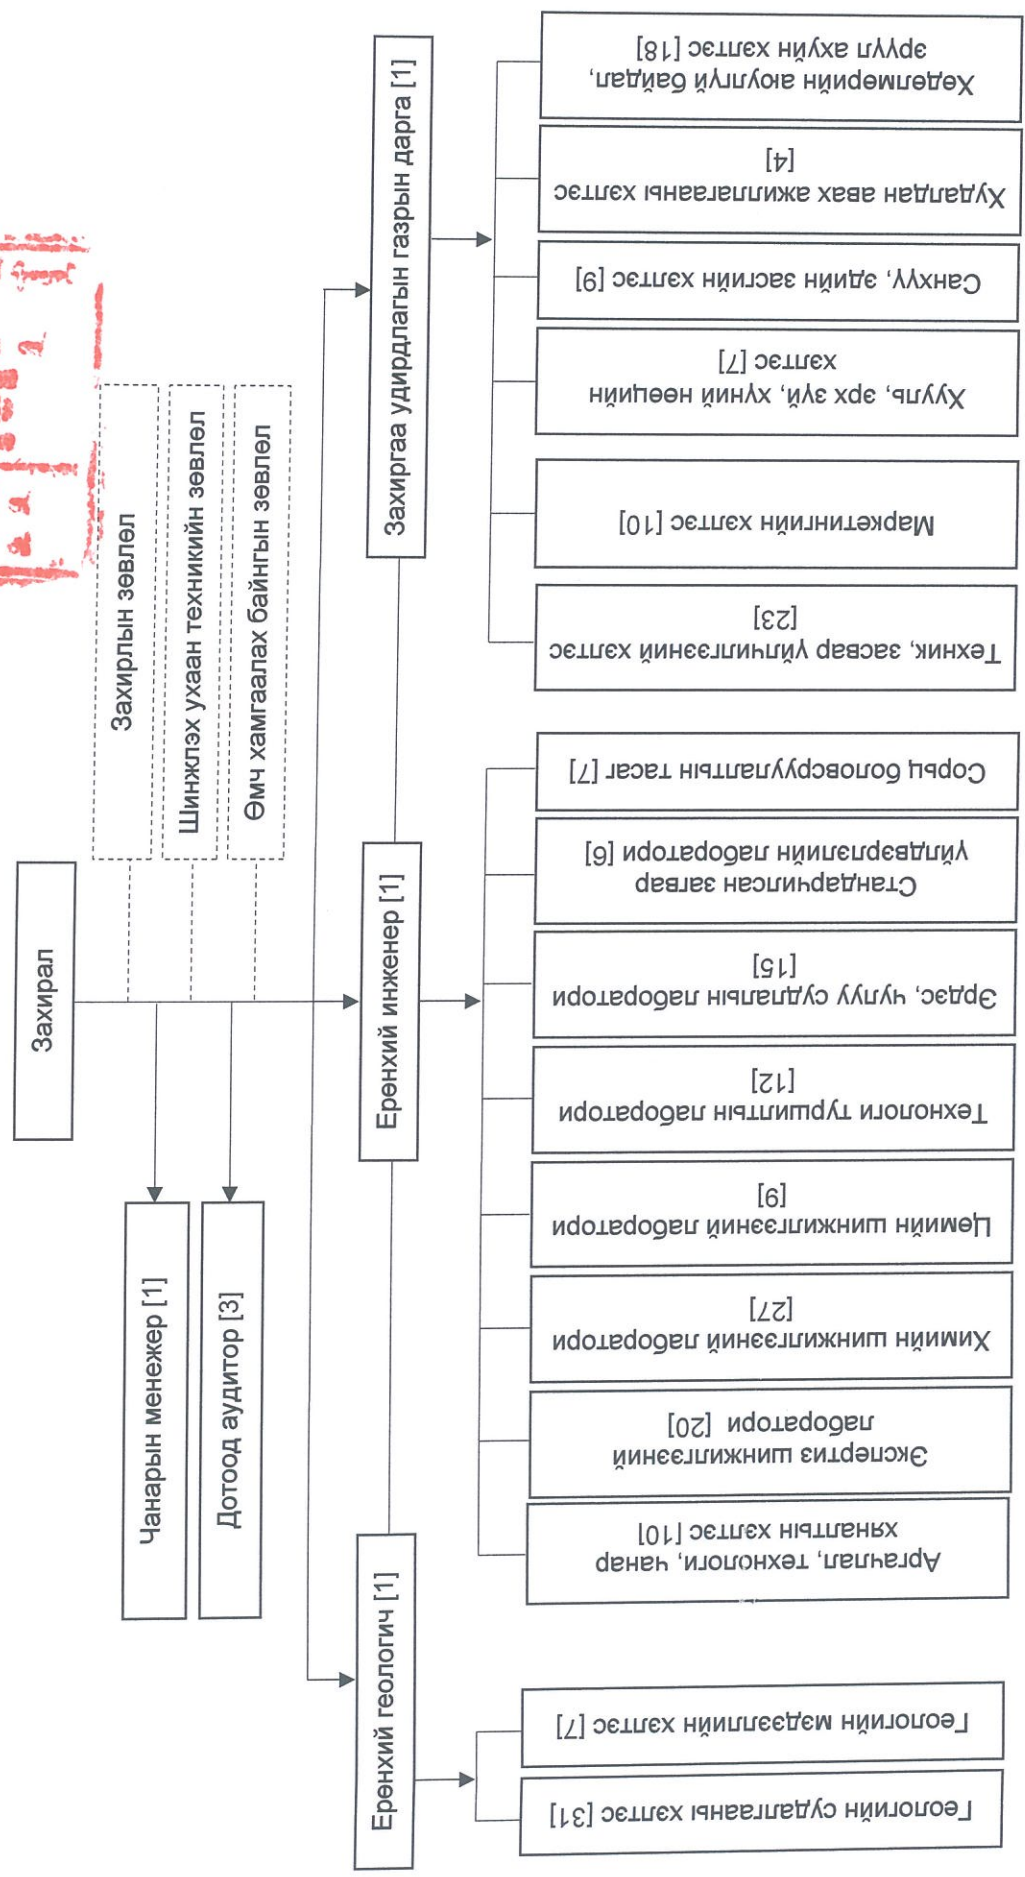 Захирал
Захирлын зөвлөл
Шинжлэх ухаан техникийн зөвлөл
Өмч хамгаалах байнгын зөвлөл
Чанарын менежер [1]
Дотоод аудитор [3]
Ерөнхий геологич [1]
Ерөнхий инженер [1]
Захиргаа удирдлагын газрын дарга [1]
Геологийн судалгааны хэлтэс [31]
Геологийн мэдээллийн хэлтэс [7]
Аргачлал, технологи, чанар
хяналтын хэлтэс [10]
Экспертиз шинжилгээний
лаборатори [20]
Химийн шинжилгээний лаборатори
[27]
Цөмийн шинжилгээний лаборатори
[9]
Технологи туршилтын лаборатори
[12]
Эрдэс, чулуу судлалын лаборатори
[15]
Стандарчилсан загвар
үйлдвэрлэлийн лаборатори [6]
Сорьц боловсруулалтын тасаг [7]
Техник, засвар үйлчилгээний хэлтэс
[23]
Маркетингийн хэлтэс [10]
Хууль, эрх зүй, хүний нөөцийн
хэлтэс [7]
Санхүү, эдийн засгийн хэлтэс [9]
Худалдан авах ажиллагааны хэлтэс
[4]
Хөдөлмөрийн аюулгүй байдал,
эрүүл ахуйн хэлтэс [18]